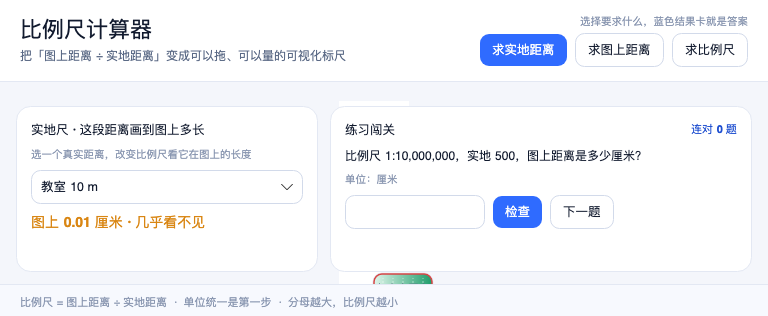 比例尺计算器
把「图上距离 ÷ 实地距离」变成可以拖、可以量的可视化标尺
选择要求什么，蓝色结果卡就是答案
求实地距离
求图上距离
求比例尺
实地尺 · 这段距离画到图上多长
选一个真实距离，改变比例尺看它在图上的长度
教室 10 m
图上 0.01 厘米 · 几乎看不见
练习闯关
连对 0 题
比例尺 1:10,000,000，实地 500，图上距离是多少厘米？
单位：厘米
检查
下一题
比例尺 = 图上距离 ÷ 实地距离 · 单位统一是第一步 · 分母越大，比例尺越小